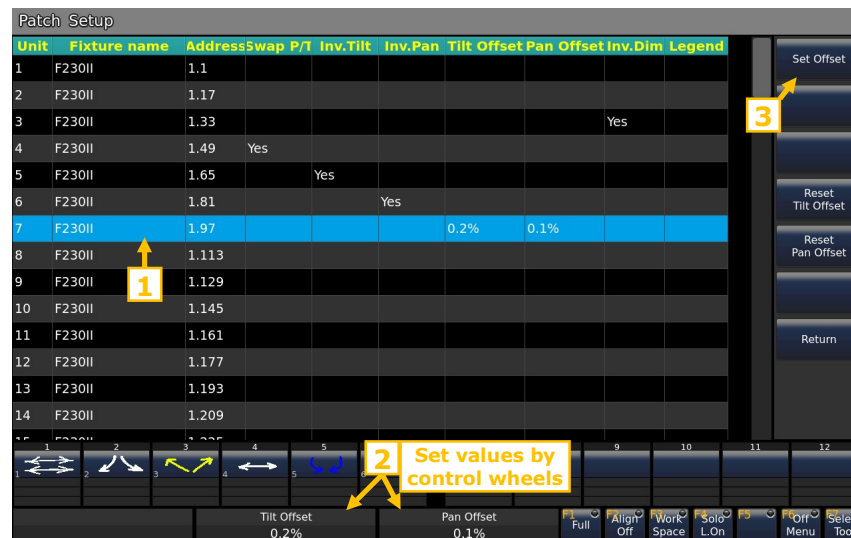 Patch Setup
Unit Fixture name Address Swap P/T Inv.Tilt Inv.Pan Tilt Offset Pan Offset Inv.Dim Legend
1 F230II 1.1
2 F230II 1.17
3 F230II 1.33 Yes
4 F230II 1.49 Yes
5 F230II 1.65 Yes
6 F230II 1.81 Yes
7 F230II 1.97 0.2% 0.1%
8 F230II 1.113
9 F230II 1.129
10 F230II 1.145
11 F230II 1.161
12 F230II 1.177
13 F230II 1.193
14 F230II 1.209
Set Offset
3
Reset
Tilt Offset
Reset
Pan Offset
Return
1
1 2 3 4 5 9 10 11 12
1 2 3 4 5
2 Set values by
control wheels
Tilt Offset
0.2%
Pan Offset
0.1%
F1 Full
Align
Off
Work
Space
F4 Solo
L.On
F5
F6 Off
Menu